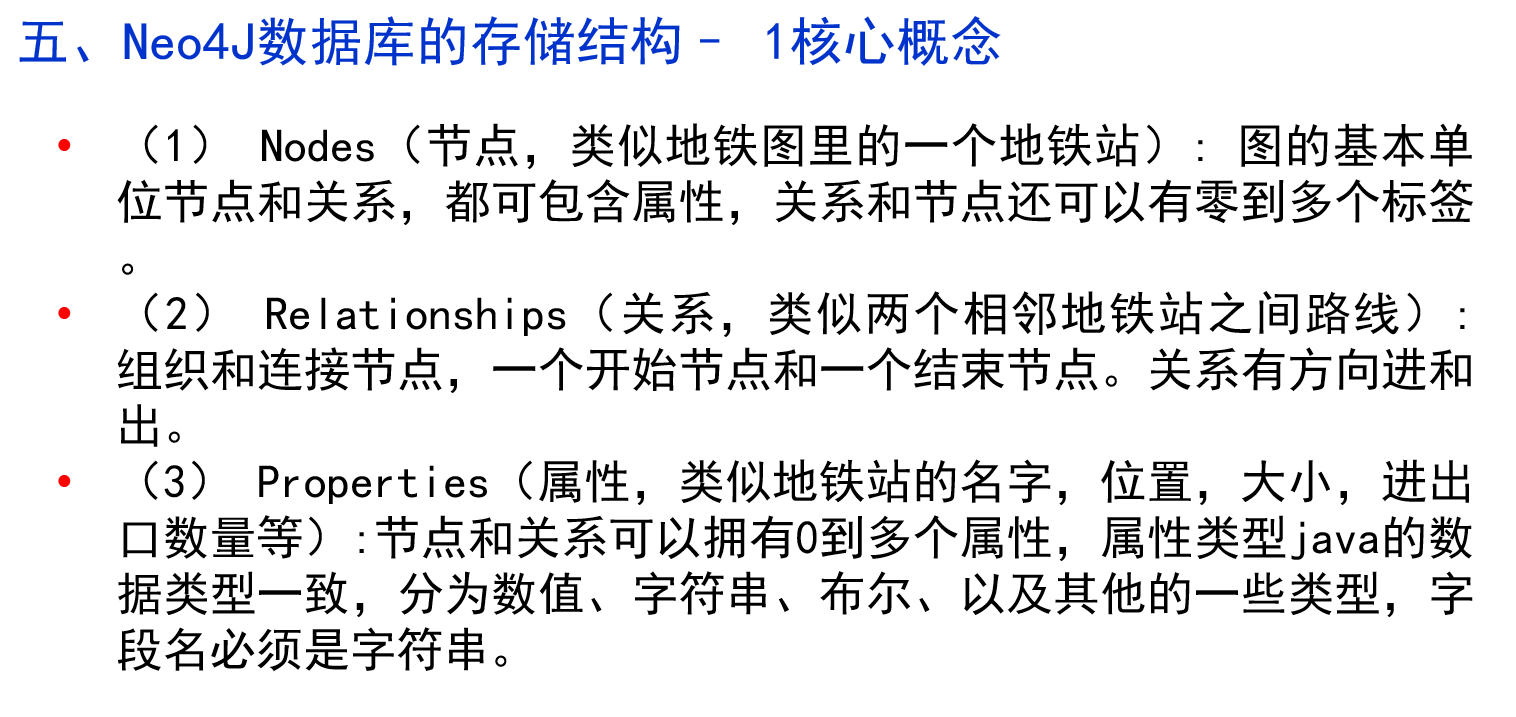 五、Neo4J数据库的存储结构– 1核心概念
• （1） Nodes（节点，类似地铁图里的一个地铁站）: 图的基本单
位节点和关系，都可包含属性，关系和节点还可以有零到多个标签
。
• （2） Relationships（关系，类似两个相邻地铁站之间路线）:
组织和连接节点，一个开始节点和一个结束节点。关系有方向进和
出。
• （3） Properties（属性，类似地铁站的名字，位置，大小，进出
口数量等）:节点和关系可以拥有0到多个属性，属性类型java的数
据类型一致，分为数值、字符串、布尔、以及其他的一些类型，字
段名必须是字符串。